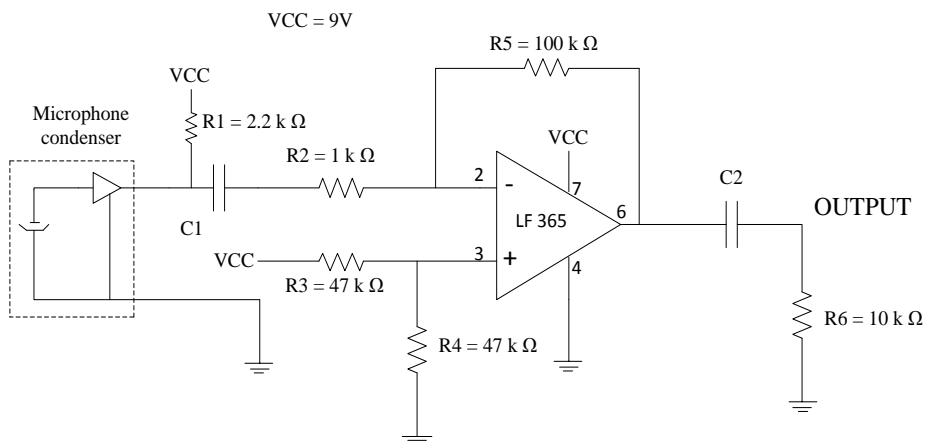 VCC = 9V
R5 = 100 k Ω
VCC
Microphone
condenser
R1 = 2.2 k Ω
R2 = 1 k Ω
VCC
2
-
7
C1
LF 365
6
C2
OUTPUT
VCC
3
+
4
R3 = 47 k Ω
R4 = 47 k Ω
R6 = 10 k Ω